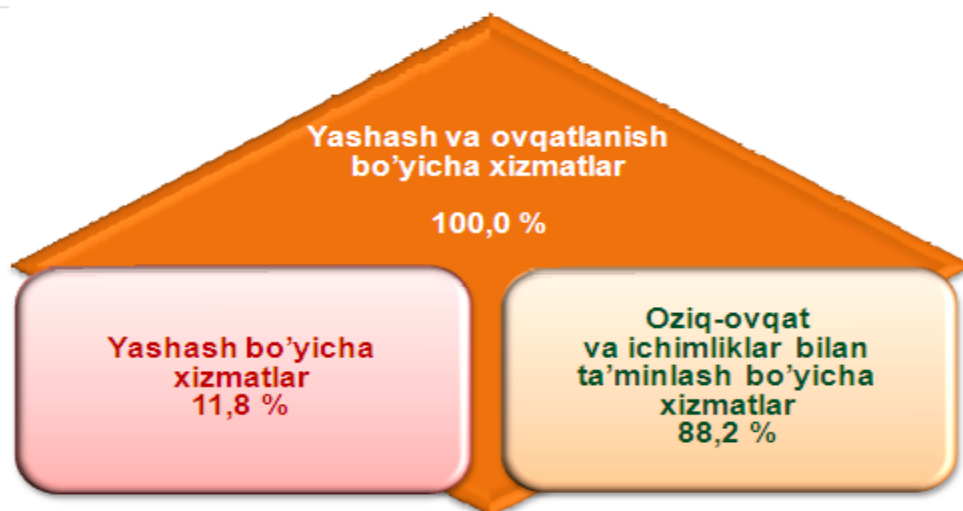 Yashash va ovqatlanish
bo’yicha xizmatlar
100,0 %
Yashash bo’yicha
xizmatlar
11,8 %
Oziq-ovqat
va ichimliklar bilan
ta’minlash bo’yicha
xizmatlar
88,2 %